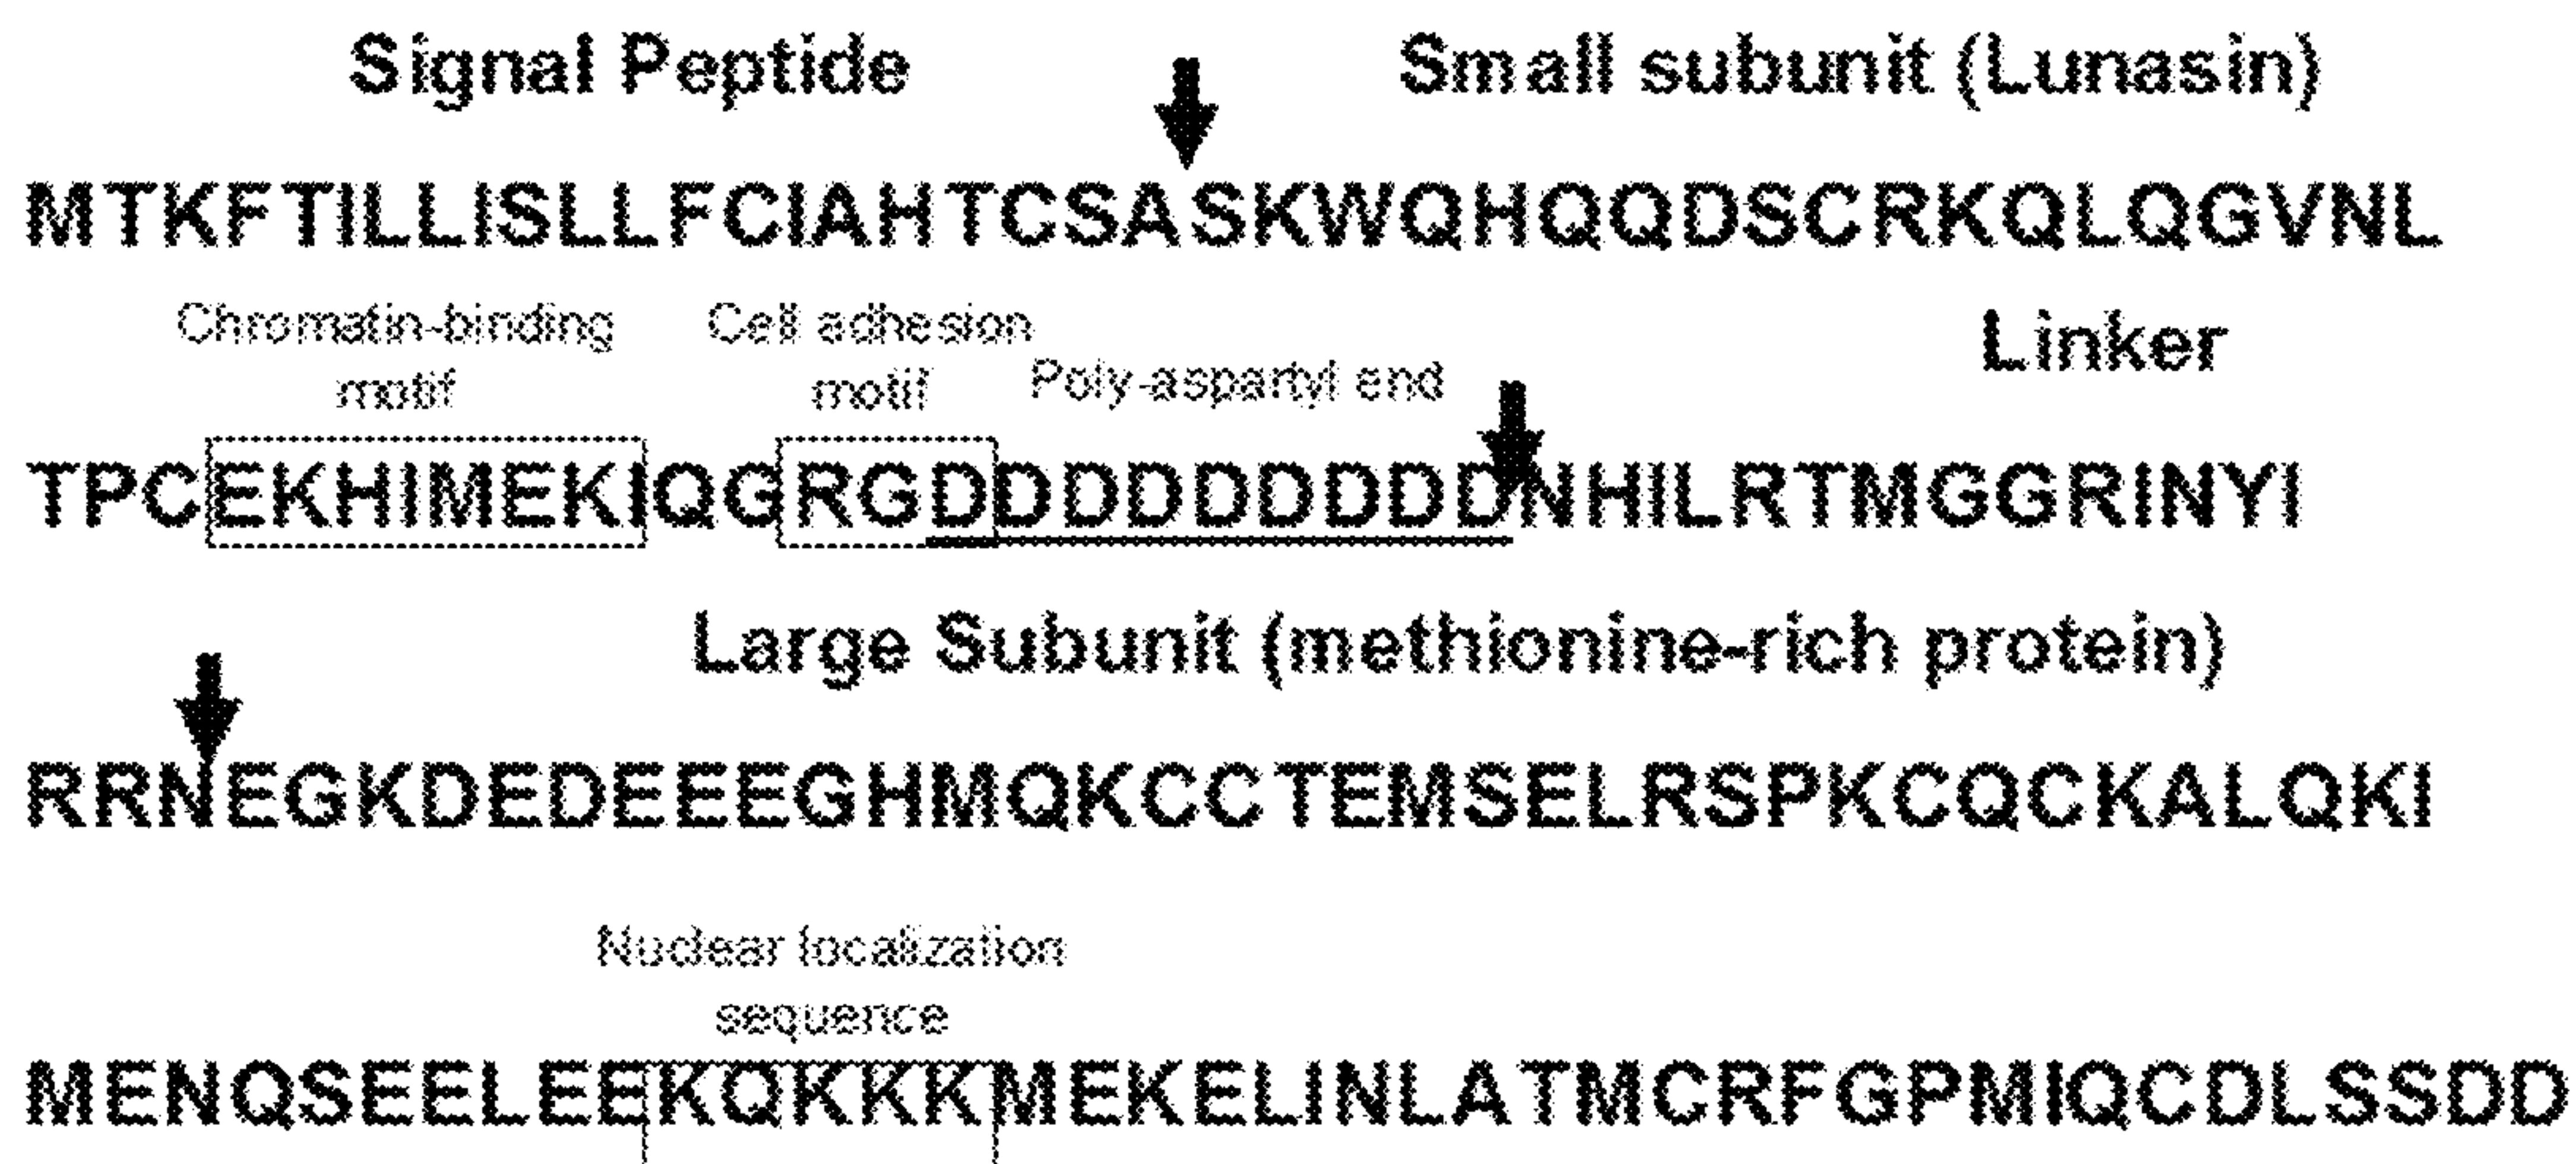 Signal Peptide Small subunit (Lunasin)
MTKFTILLISLLFCIAHTCSASKWQHQQDSCRKQLQGVNL
Chromatin-binding Cell adhesion Linker
motif motif Poly-aspartyl end
TPCEKHIMEKIQGRGDDDDDDDDDNHILRTMGGRINYI
Large Subunit (methionine-rich protein)
RRNEGKDEDEEEEGHMQKCCTEMSELRSPKCQCKALQKI
Nuclear localization
sequence
MENQSEELEEKQKKKMEKELINLATMCRFGPMIQCDLSSDD